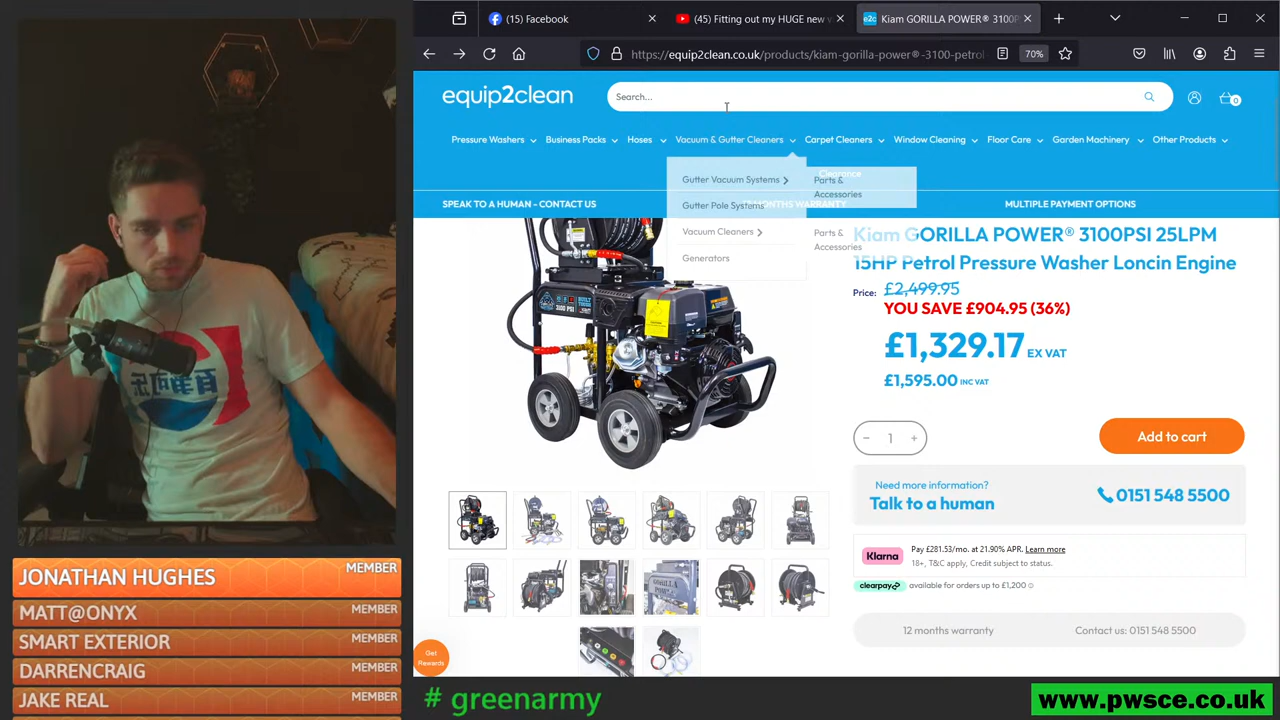 (15) Facebook
(45) Fitting out my HUGE new v
Kiam GORILLA POWER® 3100P
https://equip2clean.co.uk/products/kiam-gorilla-power®-3100-petrol
70%
equip2clean
Search...
0
Pressure Washers
Business Packs
Hoses
Vacuum & Gutter Cleaners
Carpet Cleaners
Window Cleaning
Floor Care
Garden Machinery
Other Products
Clearance
Gutter Vacuum Systems
Parts &
Accessories
Gutter Pole Systems
Vacuum Cleaners
Parts &
Accessories
Generators
SPEAK TO A HUMAN - CONTACT US
MONTHS WARRANTY
MULTIPLE PAYMENT OPTIONS
Kiam GORILLA POWER® 3100PSI 25LPM
15HP Petrol Pressure Washer Loncin Engine
Price: £2,499.95
YOU SAVE £904.95 (36%)
£1,329.17 EX VAT
£1,595.00 INC VAT
− 1 +
Add to cart
Need more information?
Talk to a human
0151 548 5500
Klarna
Pay £281.53/mo. at 21.90% APR. Learn more
18+, T&C apply, Credit subject to status.
clearpay available for orders up to £1,200
12 months warranty
Contact us: 0151 548 5500
Get
Rewards
JONATHAN HUGHES MEMBER
MATT@ONYX MEMBER
SMART EXTERIOR MEMBER
DARRENCRAIG MEMBER
JAKE REAL MEMBER
# greenarmy
www.pwsce.co.uk